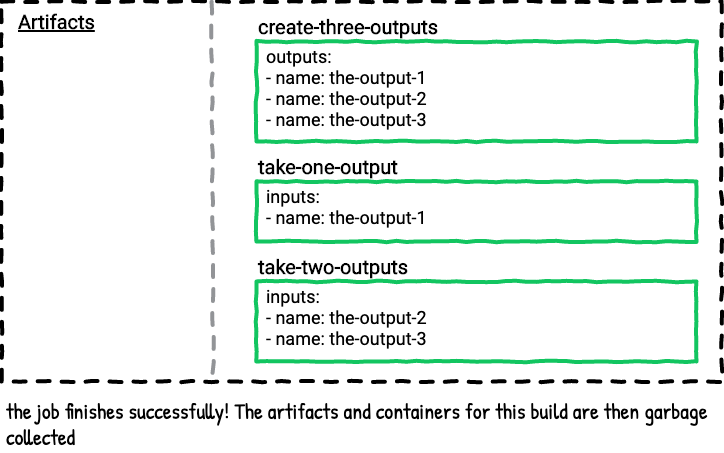 Artifacts
create-three-outputs
outputs:
- name: the-output-1
- name: the-output-2
- name: the-output-3
take-one-output
inputs:
- name: the-output-1
take-two-outputs
inputs:
- name: the-output-2
- name: the-output-3
the job finishes successfully! The artifacts and containers for this build are then garbage
collected